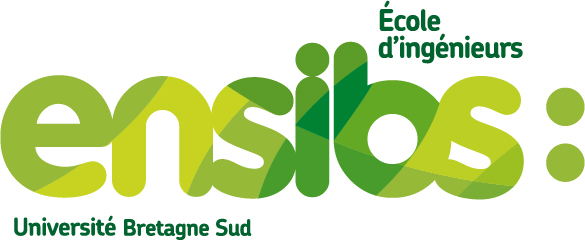 École
d'ingénieurs
ensibs:
Université Bretagne Sud